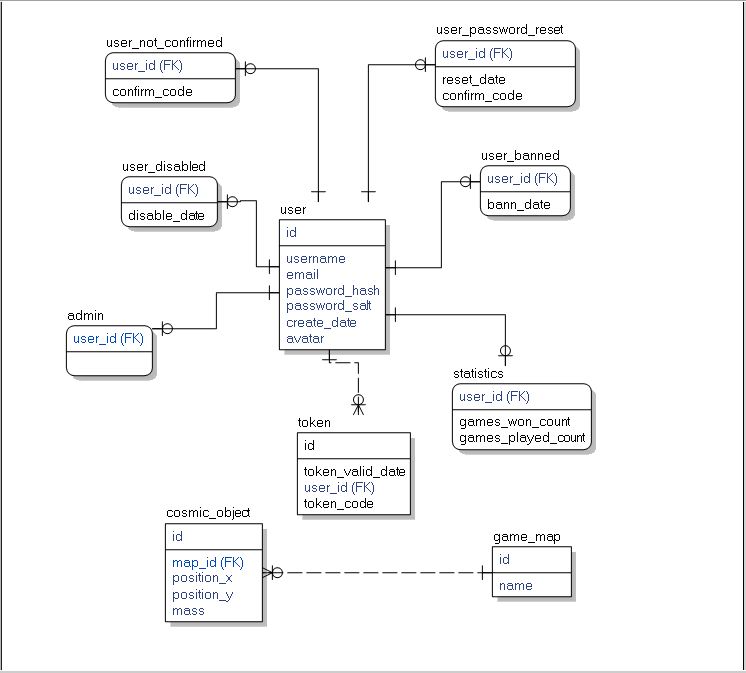 user_not_confirmed
user_id (FK)
confirm_code
user_password_reset
user_id (FK)
reset_date
confirm_code
user_disabled
user_id (FK)
disable_date
user_banned
user_id (FK)
bann_date
user
id
username
email
password_hash
password_salt
create_date
avatar
admin
user_id (FK)
statistics
user_id (FK)
games_won_count
games_played_count
token
id
token_valid_date
user_id (FK)
token_code
cosmic_object
id
map_id (FK)
position_x
position_y
mass
game_map
id
name